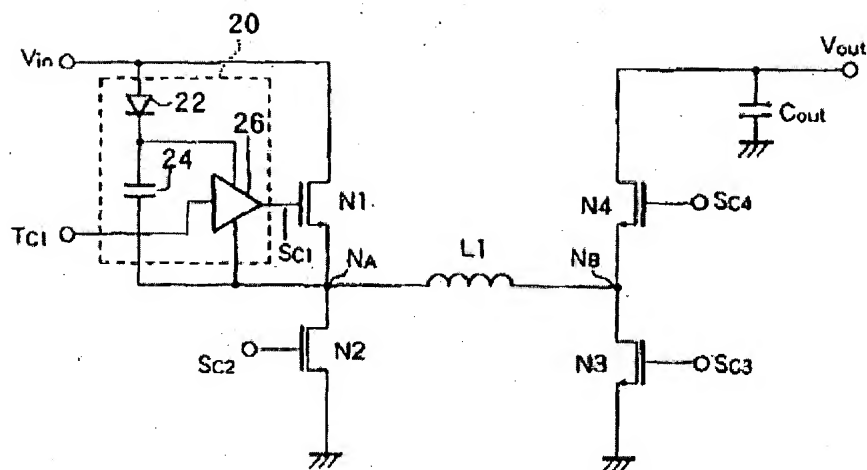 20
Vin
Vout
22
26
Cout
24
N1
N4
SC4
TC1
SC1
NA
L1
NB
SC2
N2
N3
SC3